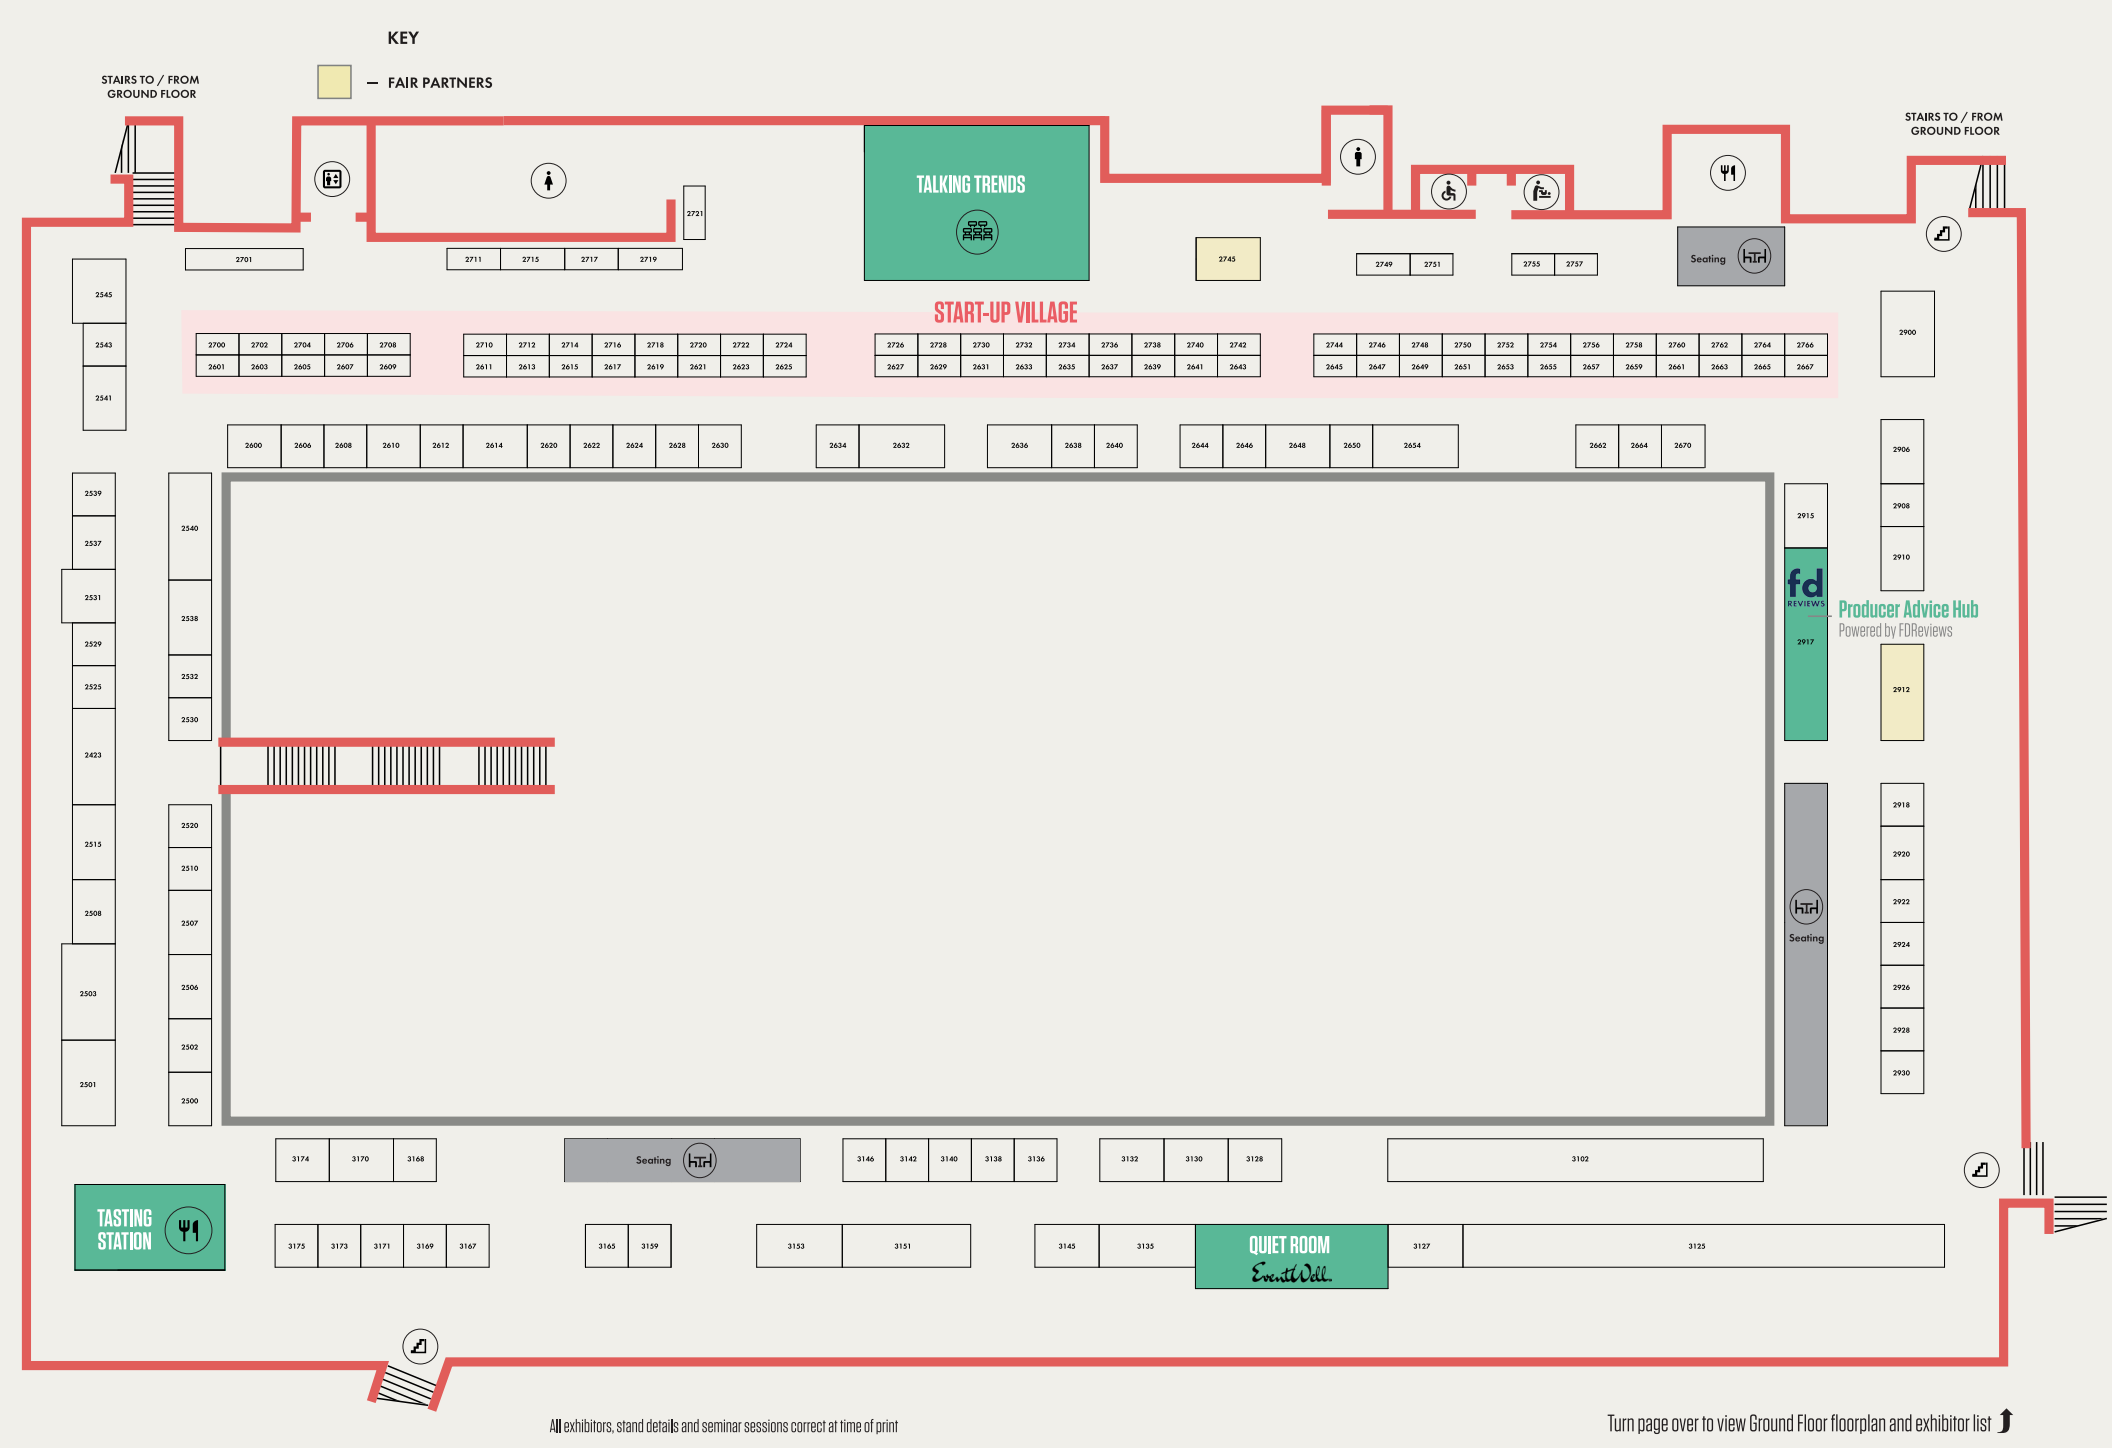 KEY
FAIR PARTNERS
STAIRS TO / FROM
GROUND FLOOR
STAIRS TO / FROM
GROUND FLOOR
TALKING TRENDS
2721
2701
2711 2715 2717 2719
2745
2749 2751
2755 2757
Seating
START-UP VILLAGE
2700 2702 2704 2706 2708
2601 2603 2605 2607 2609
2710 2712 2714 2716 2718 2720 2722 2724
2611 2613 2615 2617 2619 2621 2623 2625
2726 2728 2730 2732 2734 2736 2738 2740 2742
2627 2629 2631 2633 2635 2637 2639 2641 2643
2744 2746 2748 2750 2752 2754 2756 2758 2760 2762 2764 2766
2645 2647 2649 2651 2653 2655 2657 2659 2661 2663 2665 2667
2545
2543
2541
2900
2600 2606 2608 2610 2612 2614 2620 2622 2624 2628 2630
2634 2632
2636 2638 2640
2644 2646 2648 2650 2654
2662 2664 2670
2539
2537
2531
2529
2525
2423
2515
2508
2503
2501
2540
2538
2532
2530
2520
2510
2507
2506
2502
2500
2915
fd
REVIEWS
2917
Producer Advice Hub
Powered by FDReviews
Seating
2906
2908
2910
2912
2918
2920
2922
2924
2926
2928
2930
3174 3170 3168
Seating
3146 3142 3140 3138 3136
3132 3130 3128
3102
TASTING
STATION
3175 3173 3171 3169 3167
3165 3159
3153 3151
3145 3135
QUIET ROOM
EventWell.
3127 3125
All exhibitors, stand details and seminar sessions correct at time of print
Turn page over to view Ground Floor floorplan and exhibitor list